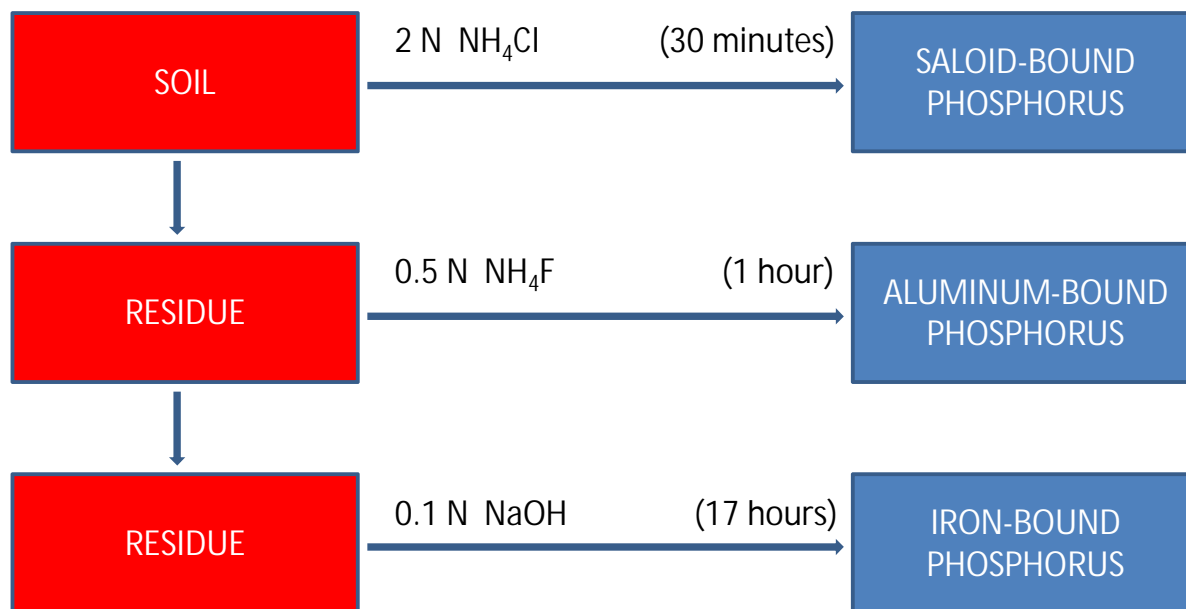 SOIL
2 N NH₄Cl (30 minutes)
SALOID-BOUND
PHOSPHORUS
RESIDUE
0.5 N NH₄F (1 hour)
ALUMINUM-BOUND
PHOSPHORUS
RESIDUE
0.1 N NaOH (17 hours)
IRON-BOUND
PHOSPHORUS